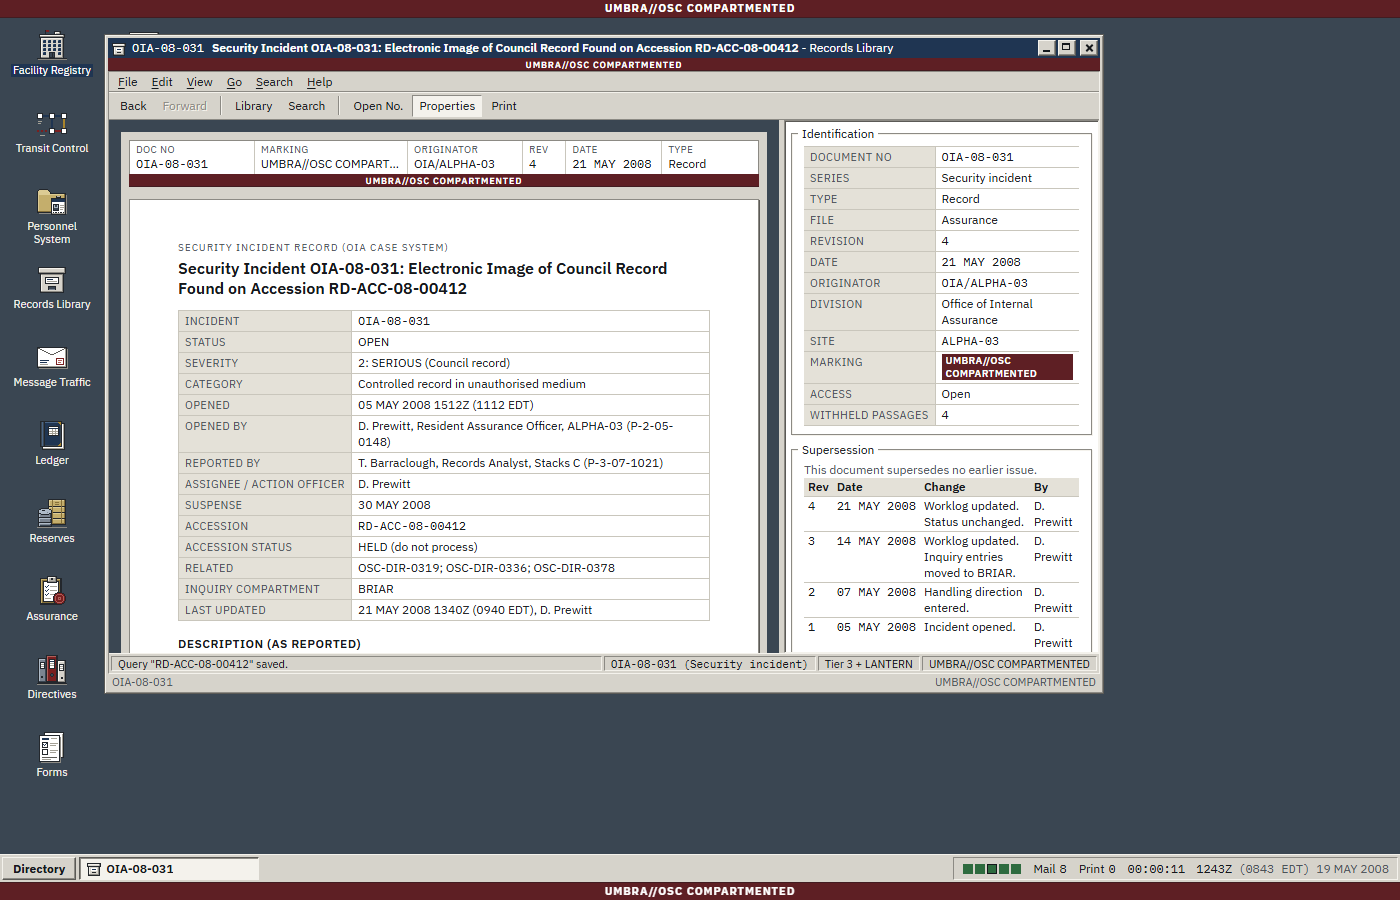 UMBRA//OSC COMPARTMENTED
Facility Registry
Transit Control
Personnel
System
Records Library
Message Traffic
Ledger
Reserves
Assurance
Directives
Forms
OIA-08-031 Security Incident OIA-08-031: Electronic Image of Council Record Found on Accession RD-ACC-08-00412 - Records Library
UMBRA//OSC COMPARTMENTED
File Edit View Go Search Help
Back Forward Library Search Open No. Properties Print
DOC NO MARKING ORIGINATOR REV DATE TYPE
OIA-08-031 UMBRA//OSC COMPART... OIA/ALPHA-03 4 21 MAY 2008 Record
UMBRA//OSC COMPARTMENTED
SECURITY INCIDENT RECORD (OIA CASE SYSTEM)
Security Incident OIA-08-031: Electronic Image of Council Record
Found on Accession RD-ACC-08-00412
INCIDENT OIA-08-031
STATUS OPEN
SEVERITY 2: SERIOUS (Council record)
CATEGORY Controlled record in unauthorised medium
OPENED 05 MAY 2008 1512Z (1112 EDT)
OPENED BY D. Prewitt, Resident Assurance Officer, ALPHA-03 (P-2-05-
0148)
REPORTED BY T. Barraclough, Records Analyst, Stacks C (P-3-07-1021)
ASSIGNEE / ACTION OFFICER D. Prewitt
SUSPENSE 30 MAY 2008
ACCESSION RD-ACC-08-00412
ACCESSION STATUS HELD (do not process)
RELATED OSC-DIR-0319; OSC-DIR-0336; OSC-DIR-0378
INQUIRY COMPARTMENT BRIAR
LAST UPDATED 21 MAY 2008 1340Z (0940 EDT), D. Prewitt
DESCRIPTION (AS REPORTED)
Identification
DOCUMENT NO OIA-08-031
SERIES Security incident
TYPE Record
FILE Assurance
REVISION 4
DATE 21 MAY 2008
ORIGINATOR OIA/ALPHA-03
DIVISION Office of Internal
Assurance
SITE ALPHA-03
MARKING UMBRA//OSC
COMPARTMENTED
ACCESS Open
WITHHELD PASSAGES 4
Supersession
This document supersedes no earlier issue.
Rev Date Change By
4 21 MAY 2008 Worklog updated. D.
Status unchanged. Prewitt
3 14 MAY 2008 Worklog updated. D.
Inquiry entries Prewitt
moved to BRIAR.
2 07 MAY 2008 Handling direction D.
entered. Prewitt
1 05 MAY 2008 Incident opened. D.
Prewitt
Query "RD-ACC-08-00412" saved. OIA-08-031 (Security incident) Tier 3 + LANTERN UMBRA//OSC COMPARTMENTED
OIA-08-031 UMBRA//OSC COMPARTMENTED
Directory OIA-08-031 Mail 8 Print 0 00:00:11 1243Z (0843 EDT) 19 MAY 2008
UMBRA//OSC COMPARTMENTED